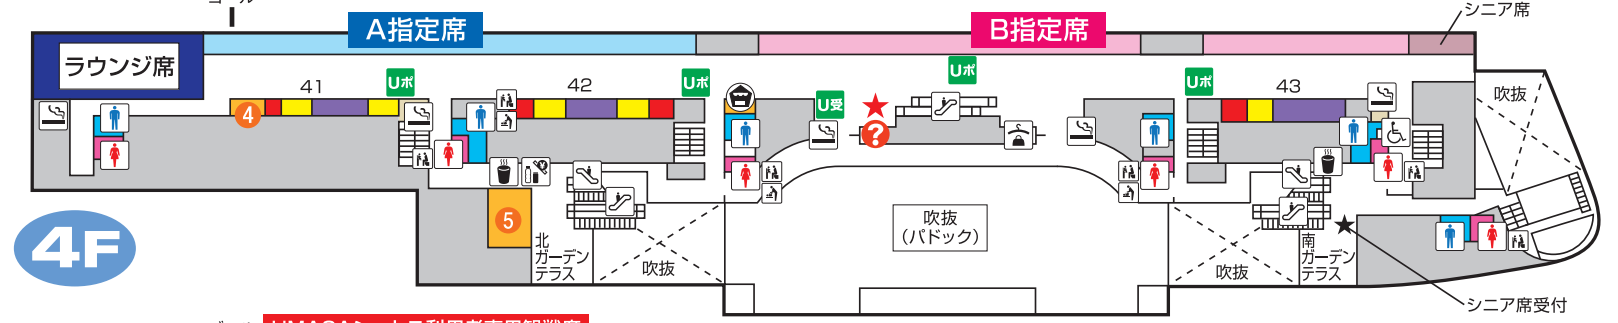 ゴール
シニア席
A指定席
B指定席
ラウンジ席
41
Uポ
42
Uポ
Uポ
Uポ
43
吹抜
U受
4
?
5
4F
北
ガーデン
テラス
吹抜
吹抜
(パドック)
吹抜
南
ガーデン
テラス
シニア席受付